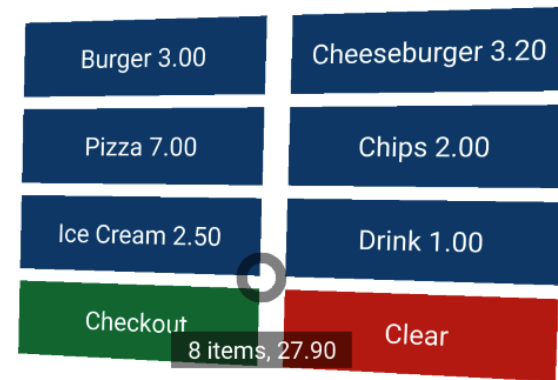 Burger 3.00
Cheeseburger 3.20
Pizza 7.00
Chips 2.00
Ice Cream 2.50
Drink 1.00
Checkout
Clear
8 items, 27.90